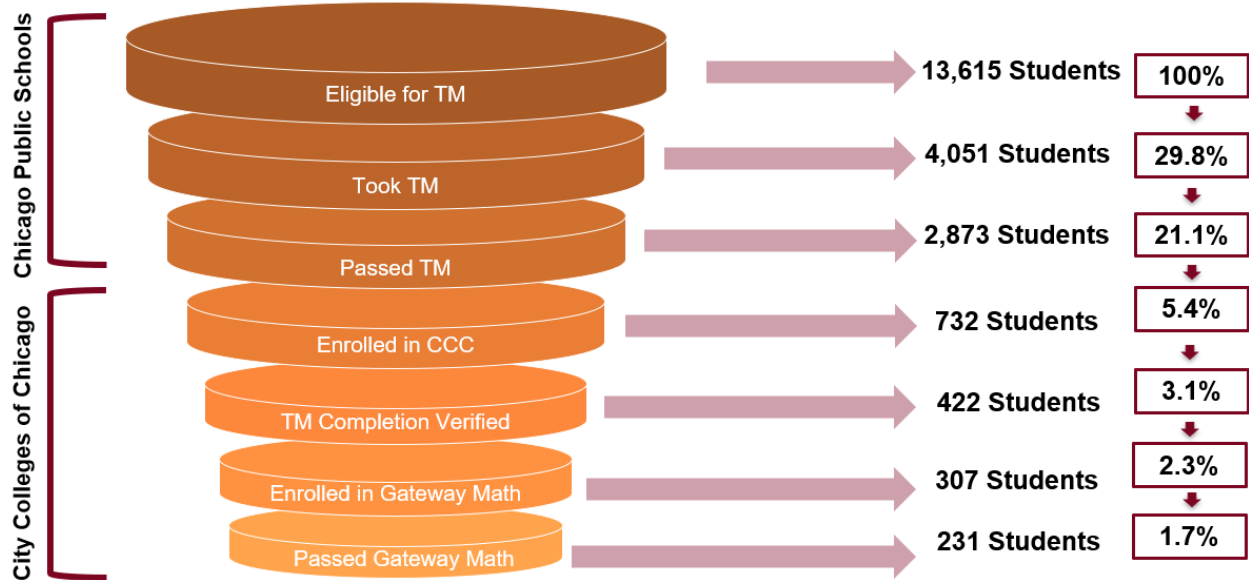 Chicago Public Schools
Eligible for TM
13,615 Students
100%
Took TM
4,051 Students
29.8%
Passed TM
2,873 Students
21.1%
City Colleges of Chicago
Enrolled in CCC
732 Students
5.4%
TM Completion Verified
422 Students
3.1%
Enrolled in Gateway Math
307 Students
2.3%
Passed Gateway Math
231 Students
1.7%